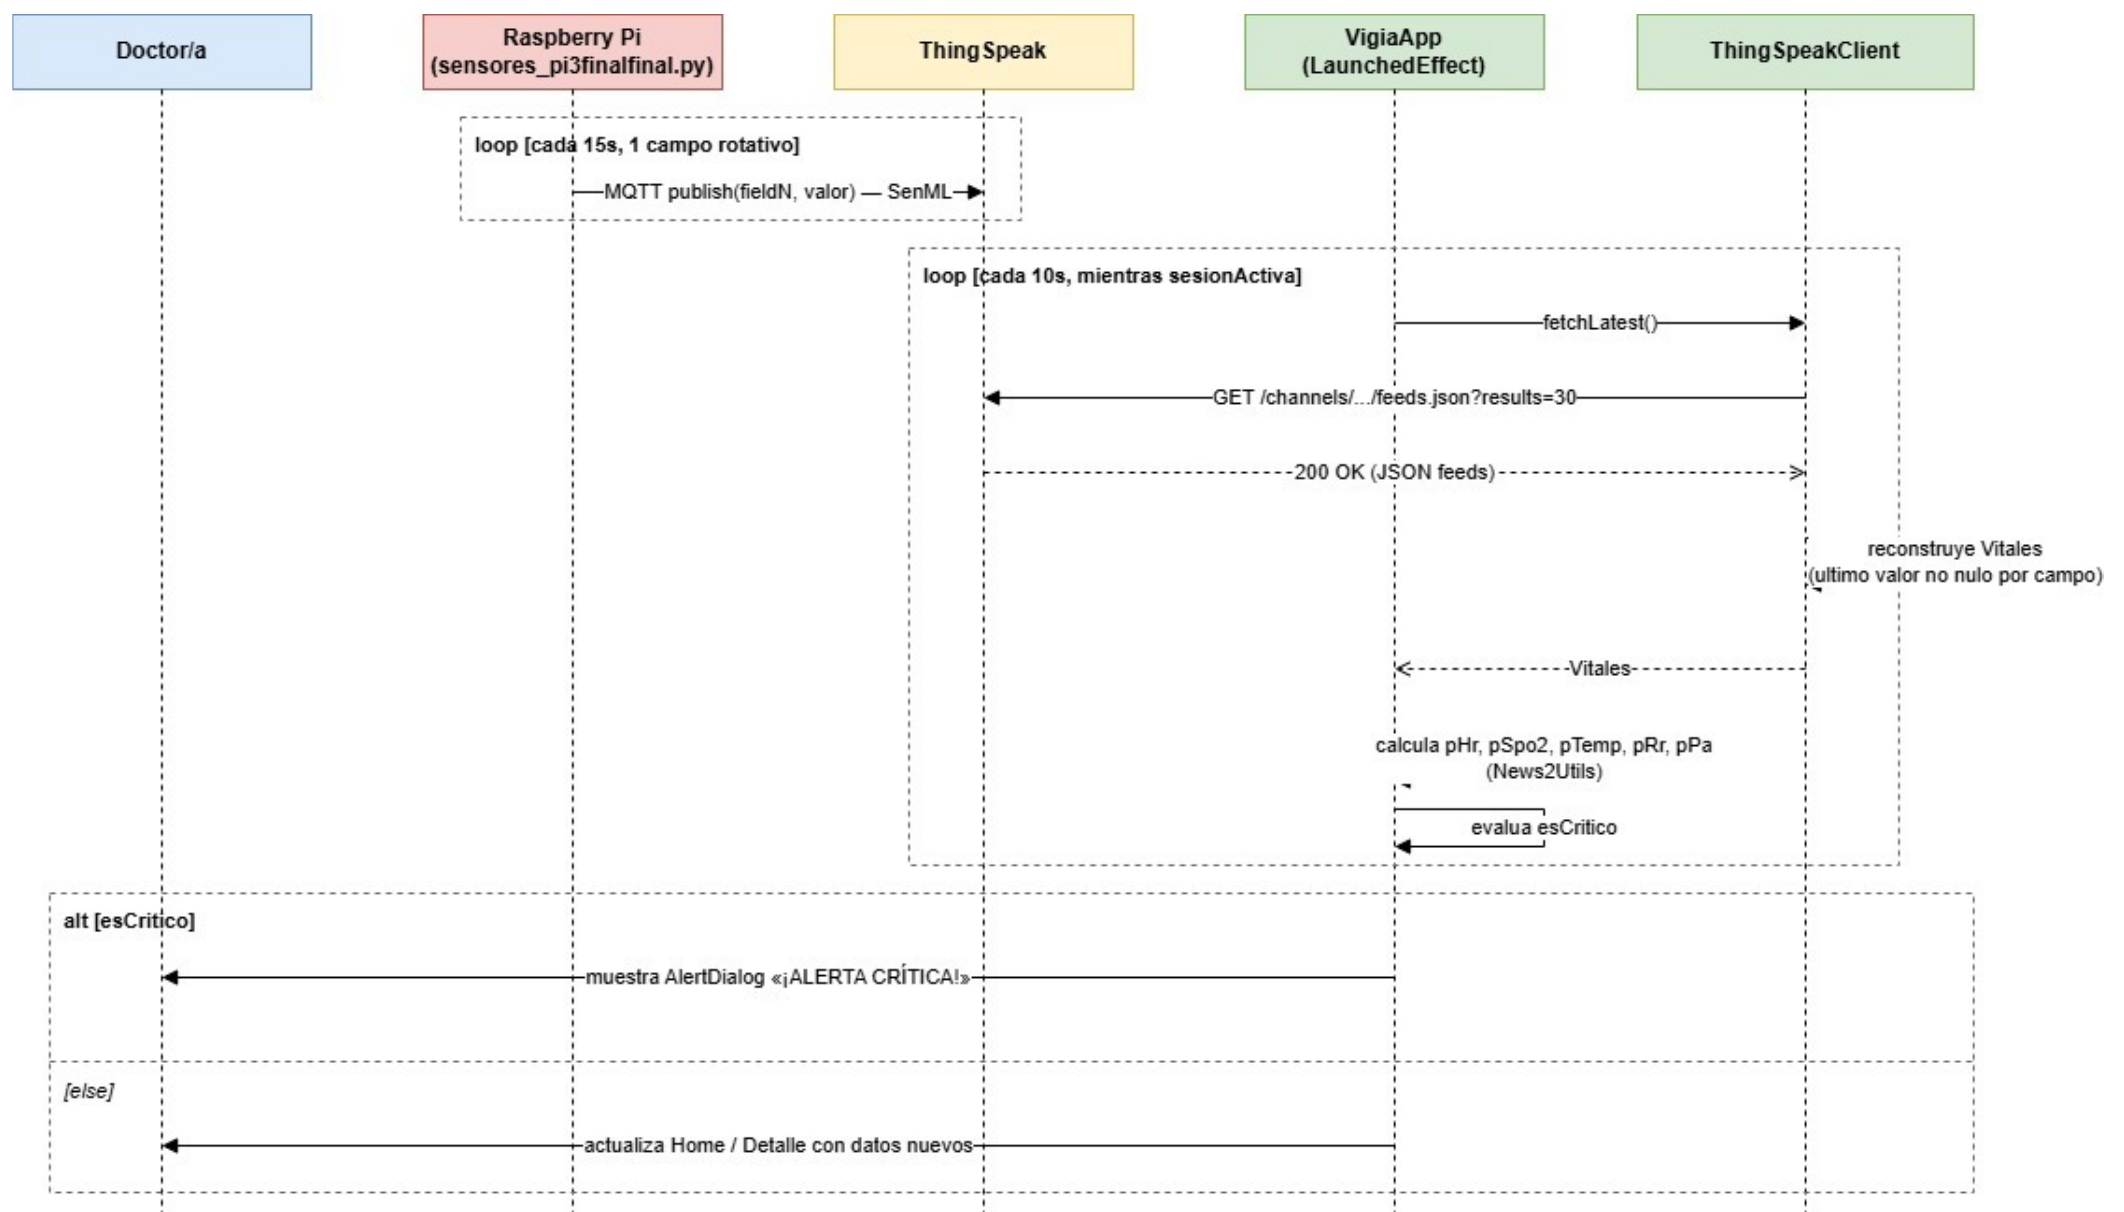 Doctor/a
Raspberry Pi
(sensores_pi3finalfinal.py)
ThingSpeak
VigiaApp
(LaunchedEffect)
ThingSpeakClient
loop [cada 15s, 1 campo rotativo]
MQTT publish(fieldN, valor) — SenML
loop [cada 10s, mientras sesionActiva]
fetchLatest()
GET /channels/.../feeds.json?results=30
200 OK (JSON feeds)
reconstruye Vitales
(ultimo valor no nulo por campo)
Vitales
calcula pHr, pSpo2, pTemp, pRr, pPa
(News2Utils)
evalua esCritico
alt [esCritico]
muestra AlertDialog «¡ALERTA CRÍTICA!»
[else]
actualiza Home / Detalle con datos nuevos